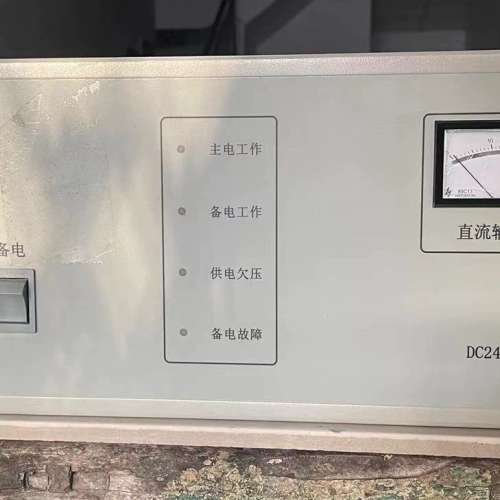 主电工作
备电工作
备电
供电欠压
备电故障
直流输
DC24